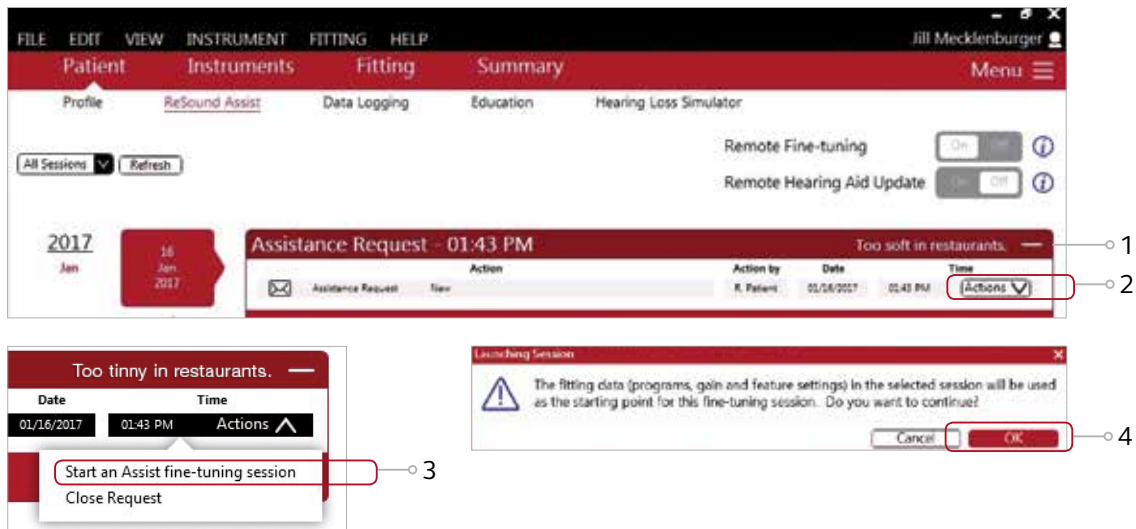 FILE EDIT VIEW INSTRUMENT FITTING HELP Jill Mecklenburger
Patient Instruments Fitting Summary Menu
Profile ReSound Assist Data Logging Education Hearing Loss Simulator
Remote Fine-tuning On Off
All Sessions Refresh
Remote Hearing Aid Update On Off
2017
Jan
16
Jan
2017
Assistance Request - 01:43 PM Too soft in restaurants. 1
Action Action by Date Time
Assistance Request New R. Patient 01/16/2017 01:43 PM Actions 2
Too tinny in restaurants.
Date Time
01/16/2017 01:43 PM Actions
Start an Assist fine-tuning session 3
Close Request
Launching Session
The fitting data (programs, gain and feature settings) in the selected session will be used
as the starting point for this fine-tuning session. Do you want to continue?
Cancel OK 4